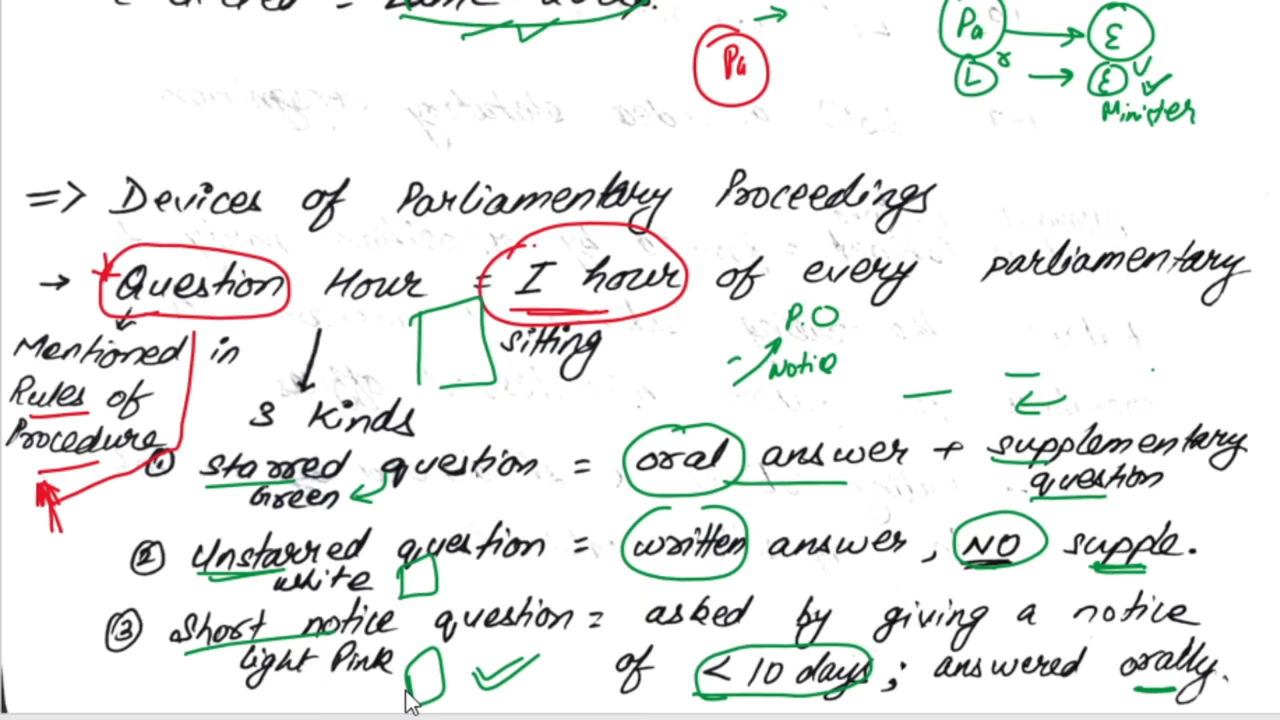 Pa
Pa
E
L
E
Minister
=> Devices of Parliamentary Proceedings
→ Question Hour = I hour of every parliamentary
sitting
P.O
Notice
Mentioned in
Rules of
Procedure
3 kinds
① starred question = oral answer + supplementary
question
Green
② Unstarred question = written answer, NO supple.
white
③ short notice question = asked by giving a notice
light Pink
of < 10 days; answered orally.